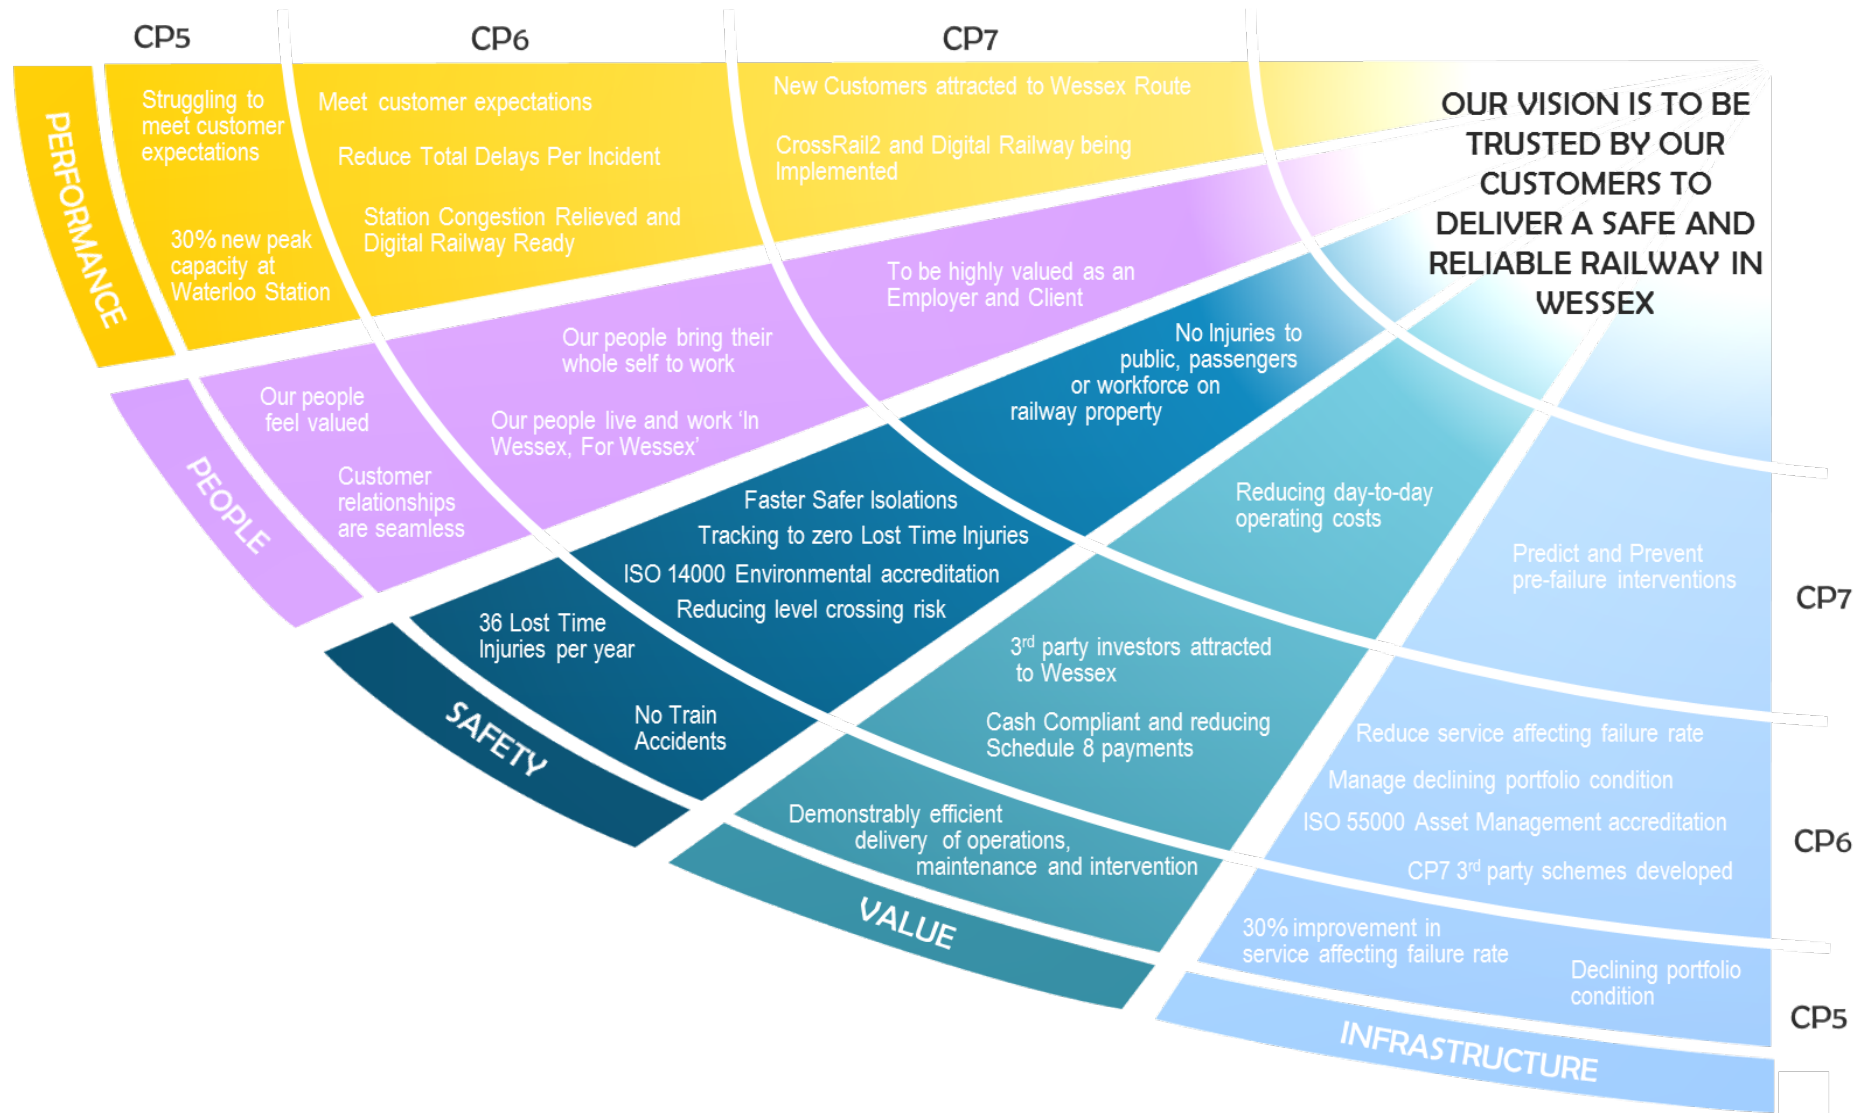 CP5
CP6
CP7
PERFORMANCE
Struggling to
meet customer
expectations
30% new peak
capacity at
Waterloo Station
Meet customer expectations
Reduce Total Delays Per Incident
Station Congestion Relieved and
Digital Railway Ready
New Customers attracted to Wessex Route
CrossRail2 and Digital Railway being
Implemented
OUR VISION IS TO BE
TRUSTED BY OUR
CUSTOMERS TO
DELIVER A SAFE AND
RELIABLE RAILWAY IN
WESSEX
PEOPLE
Our people
feel valued
Customer
relationships
are seamless
Our people bring their
whole self to work
Our people live and work ‘In
Wessex, For Wessex’
To be highly valued as an
Employer and Client
SAFETY
36 Lost Time
Injuries per year
No Train
Accidents
Faster Safer Isolations
Tracking to zero Lost Time Injuries
ISO 14000 Environmental accreditation
Reducing level crossing risk
No Injuries to
public, passengers
or workforce on
railway property
VALUE
Demonstrably efficient
delivery of operations,
maintenance and intervention
3rd party investors attracted
to Wessex
Cash Compliant and reducing
Schedule 8 payments
Reducing day-to-day
operating costs
INFRASTRUCTURE
30% improvement in
service affecting failure rate
Declining portfolio
condition
Reduce service affecting failure rate
Manage declining portfolio condition
ISO 55000 Asset Management accreditation
CP7 3rd party schemes developed
Predict and Prevent
pre-failure interventions
CP7
CP6
CP5